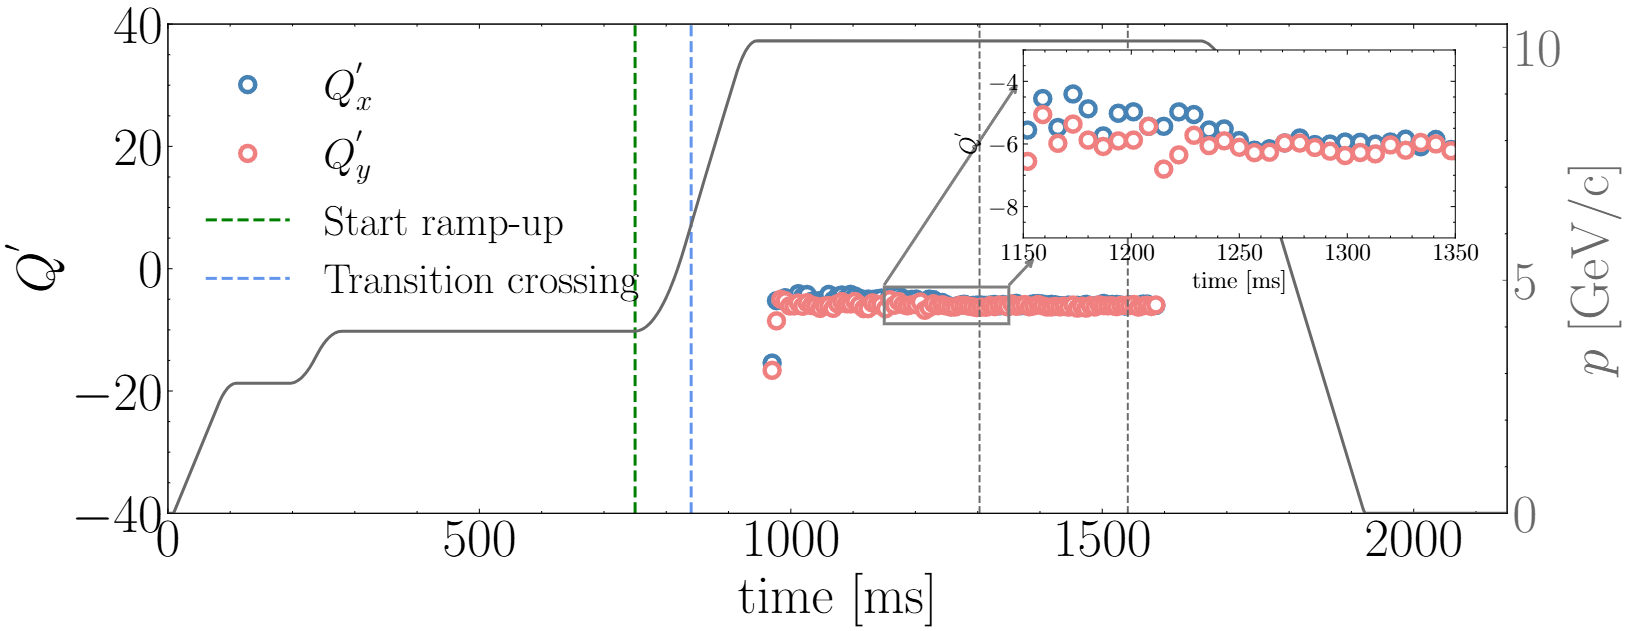 40
20
0
−20
−40
Q′
Q′x
Q′y
Start ramp-up
Transition crossing
−4
−6
−8
Q′
1150
1200
1250
1300
1350
time [ms]
10
5
0
p [GeV/c]
0
500
1000
1500
2000
time [ms]